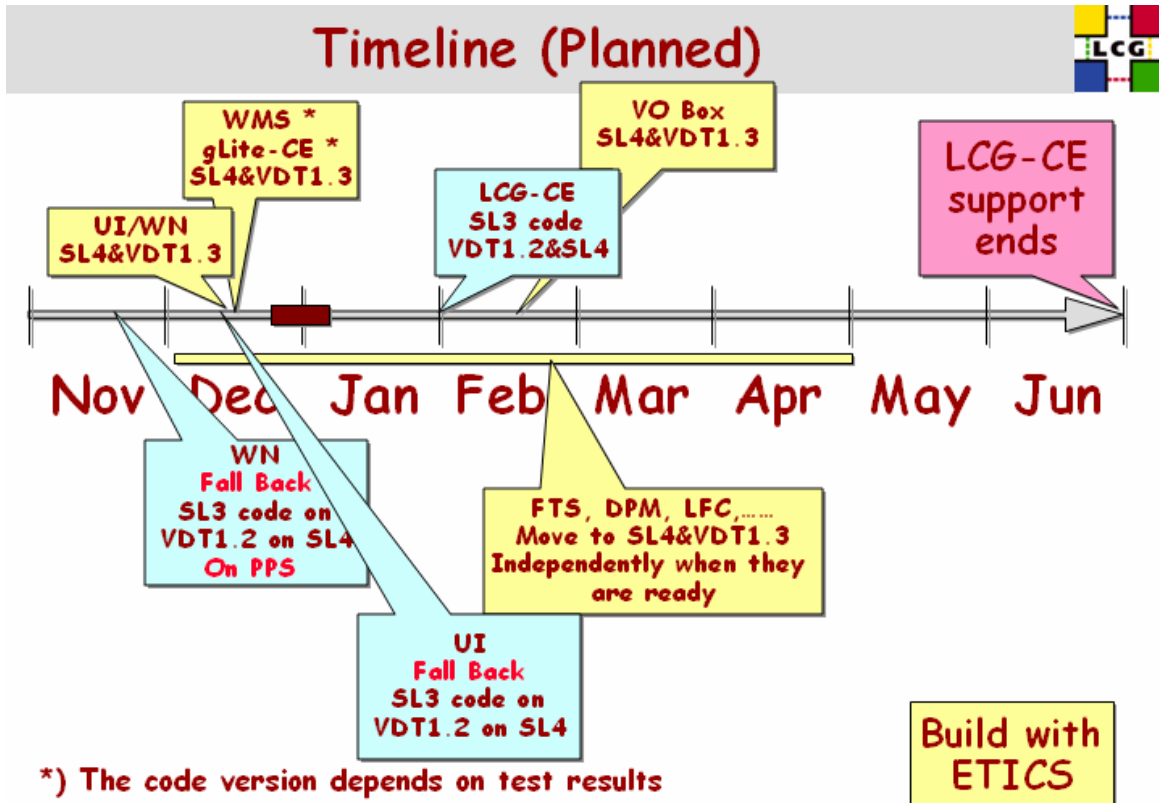 Timeline (Planned)
LCG
WMS *
gLite-CE *
SL4&VDT1.3
VO Box
SL4&VDT1.3
UI/WN
SL4&VDT1.3
LCG-CE
SL3 code
VDT1.2&SL4
LCG-CE
support
ends
Nov Dec Jan Feb Mar Apr May Jun
WN
Fall Back
SL3 code on
VDT1.2 on SL4
On PPS
FTS, DPM, LFC,……
Move to SL4&VDT1.3
Independently when they
are ready
UI
Fall Back
SL3 code on
VDT1.2 on SL4
Build with
ETICS
*) The code version depends on test results